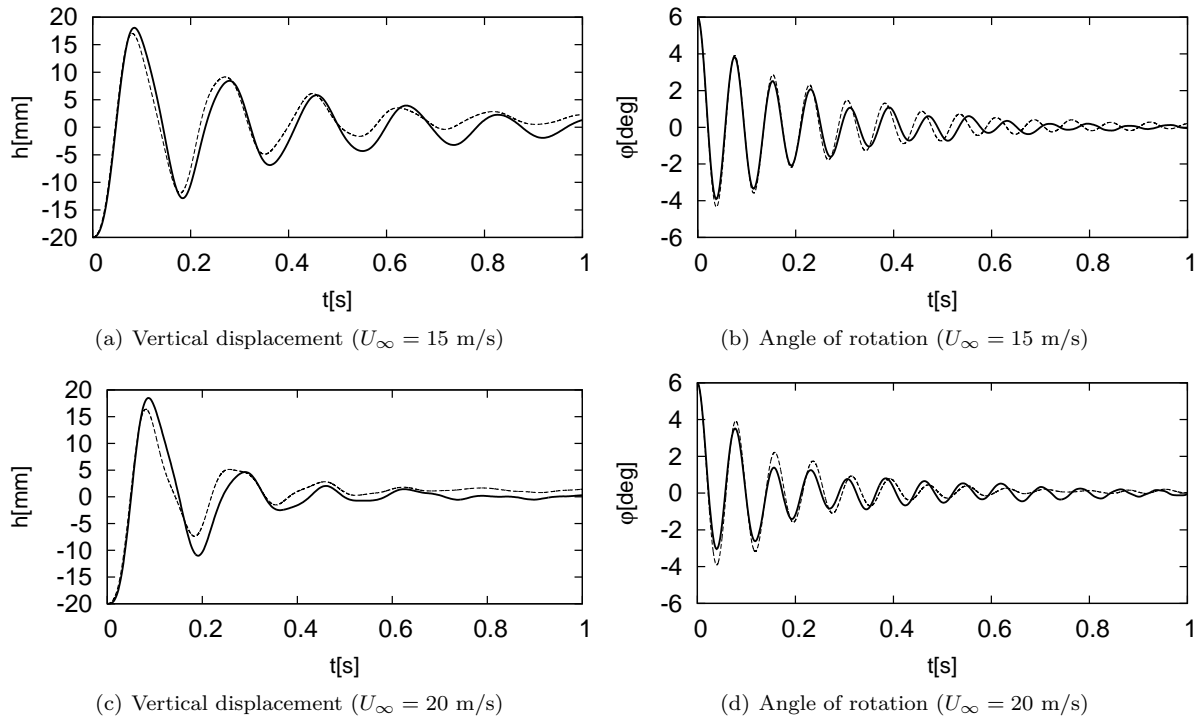 20
15
10
5
0
-5
-10
-15
-20
h[mm]
0 0.2 0.4 0.6 0.8 1
t[s]
(a) Vertical displacement (U∞ = 15 m/s)
6
4
2
0
-2
-4
-6
φ[deg]
0 0.2 0.4 0.6 0.8 1
t[s]
(b) Angle of rotation (U∞ = 15 m/s)
20
15
10
5
0
-5
-10
-15
-20
h[mm]
0 0.2 0.4 0.6 0.8 1
t[s]
(c) Vertical displacement (U∞ = 20 m/s)
6
4
2
0
-2
-4
-6
φ[deg]
0 0.2 0.4 0.6 0.8 1
t[s]
(d) Angle of rotation (U∞ = 20 m/s)